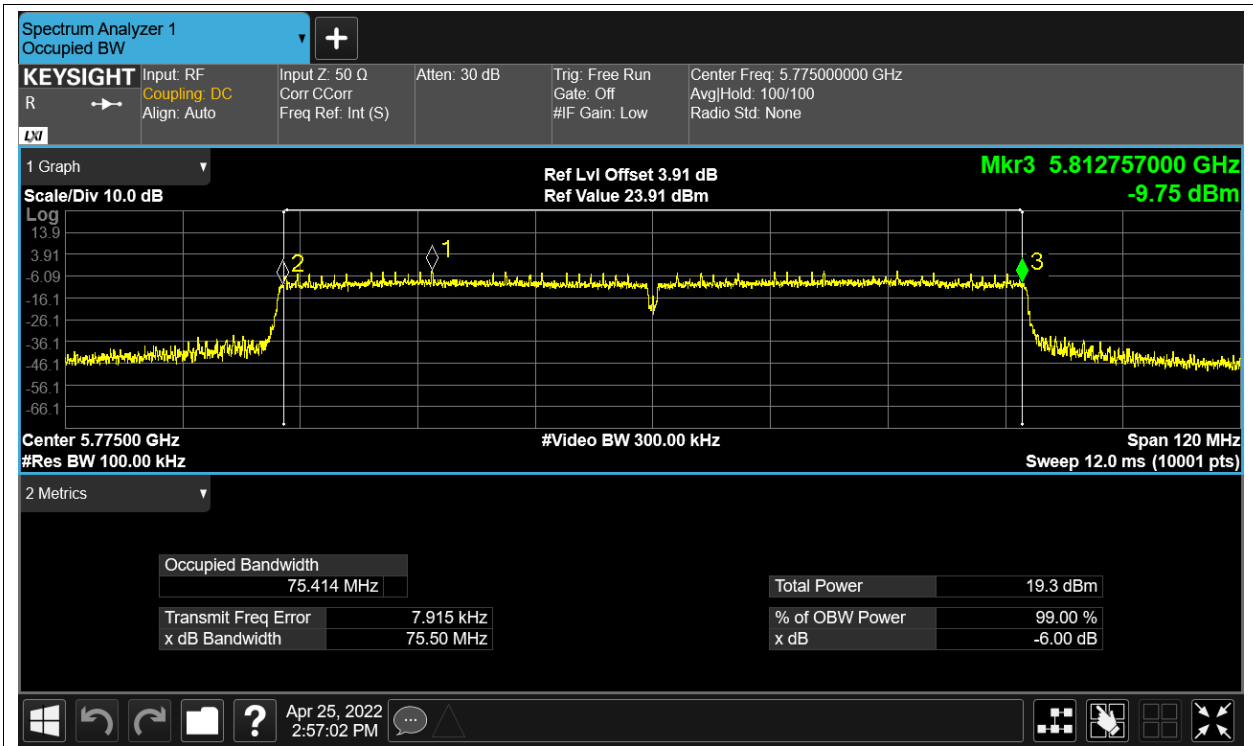 Spectrum Analyzer 1
Occupied BW
+
KEYSIGHT
R
LXI
Input: RF
Coupling: DC
Align: Auto
Input Z: 50 Ω
Corr CCorr
Freq Ref: Int (S)
Atten: 30 dB
Trig: Free Run
Gate: Off
#IF Gain: Low
Center Freq: 5.775000000 GHz
Avg|Hold: 100/100
Radio Std: None
1 Graph
Scale/Div 10.0 dB
Ref Lvl Offset 3.91 dB
Ref Value 23.91 dBm
Mkr3 5.812757000 GHz
-9.75 dBm
Log
13.9
3.91
-6.09
-16.1
-26.1
-36.1
-46.1
-56.1
-66.1
2
1
3
Center 5.77500 GHz
#Res BW 100.00 kHz
#Video BW 300.00 kHz
Span 120 MHz
Sweep 12.0 ms (10001 pts)
2 Metrics
Occupied Bandwidth
75.414 MHz
Transmit Freq Error 7.915 kHz
x dB Bandwidth 75.50 MHz
Total Power 19.3 dBm
% of OBW Power 99.00 %
x dB -6.00 dB
?
Apr 25, 2022
2:57:02 PM